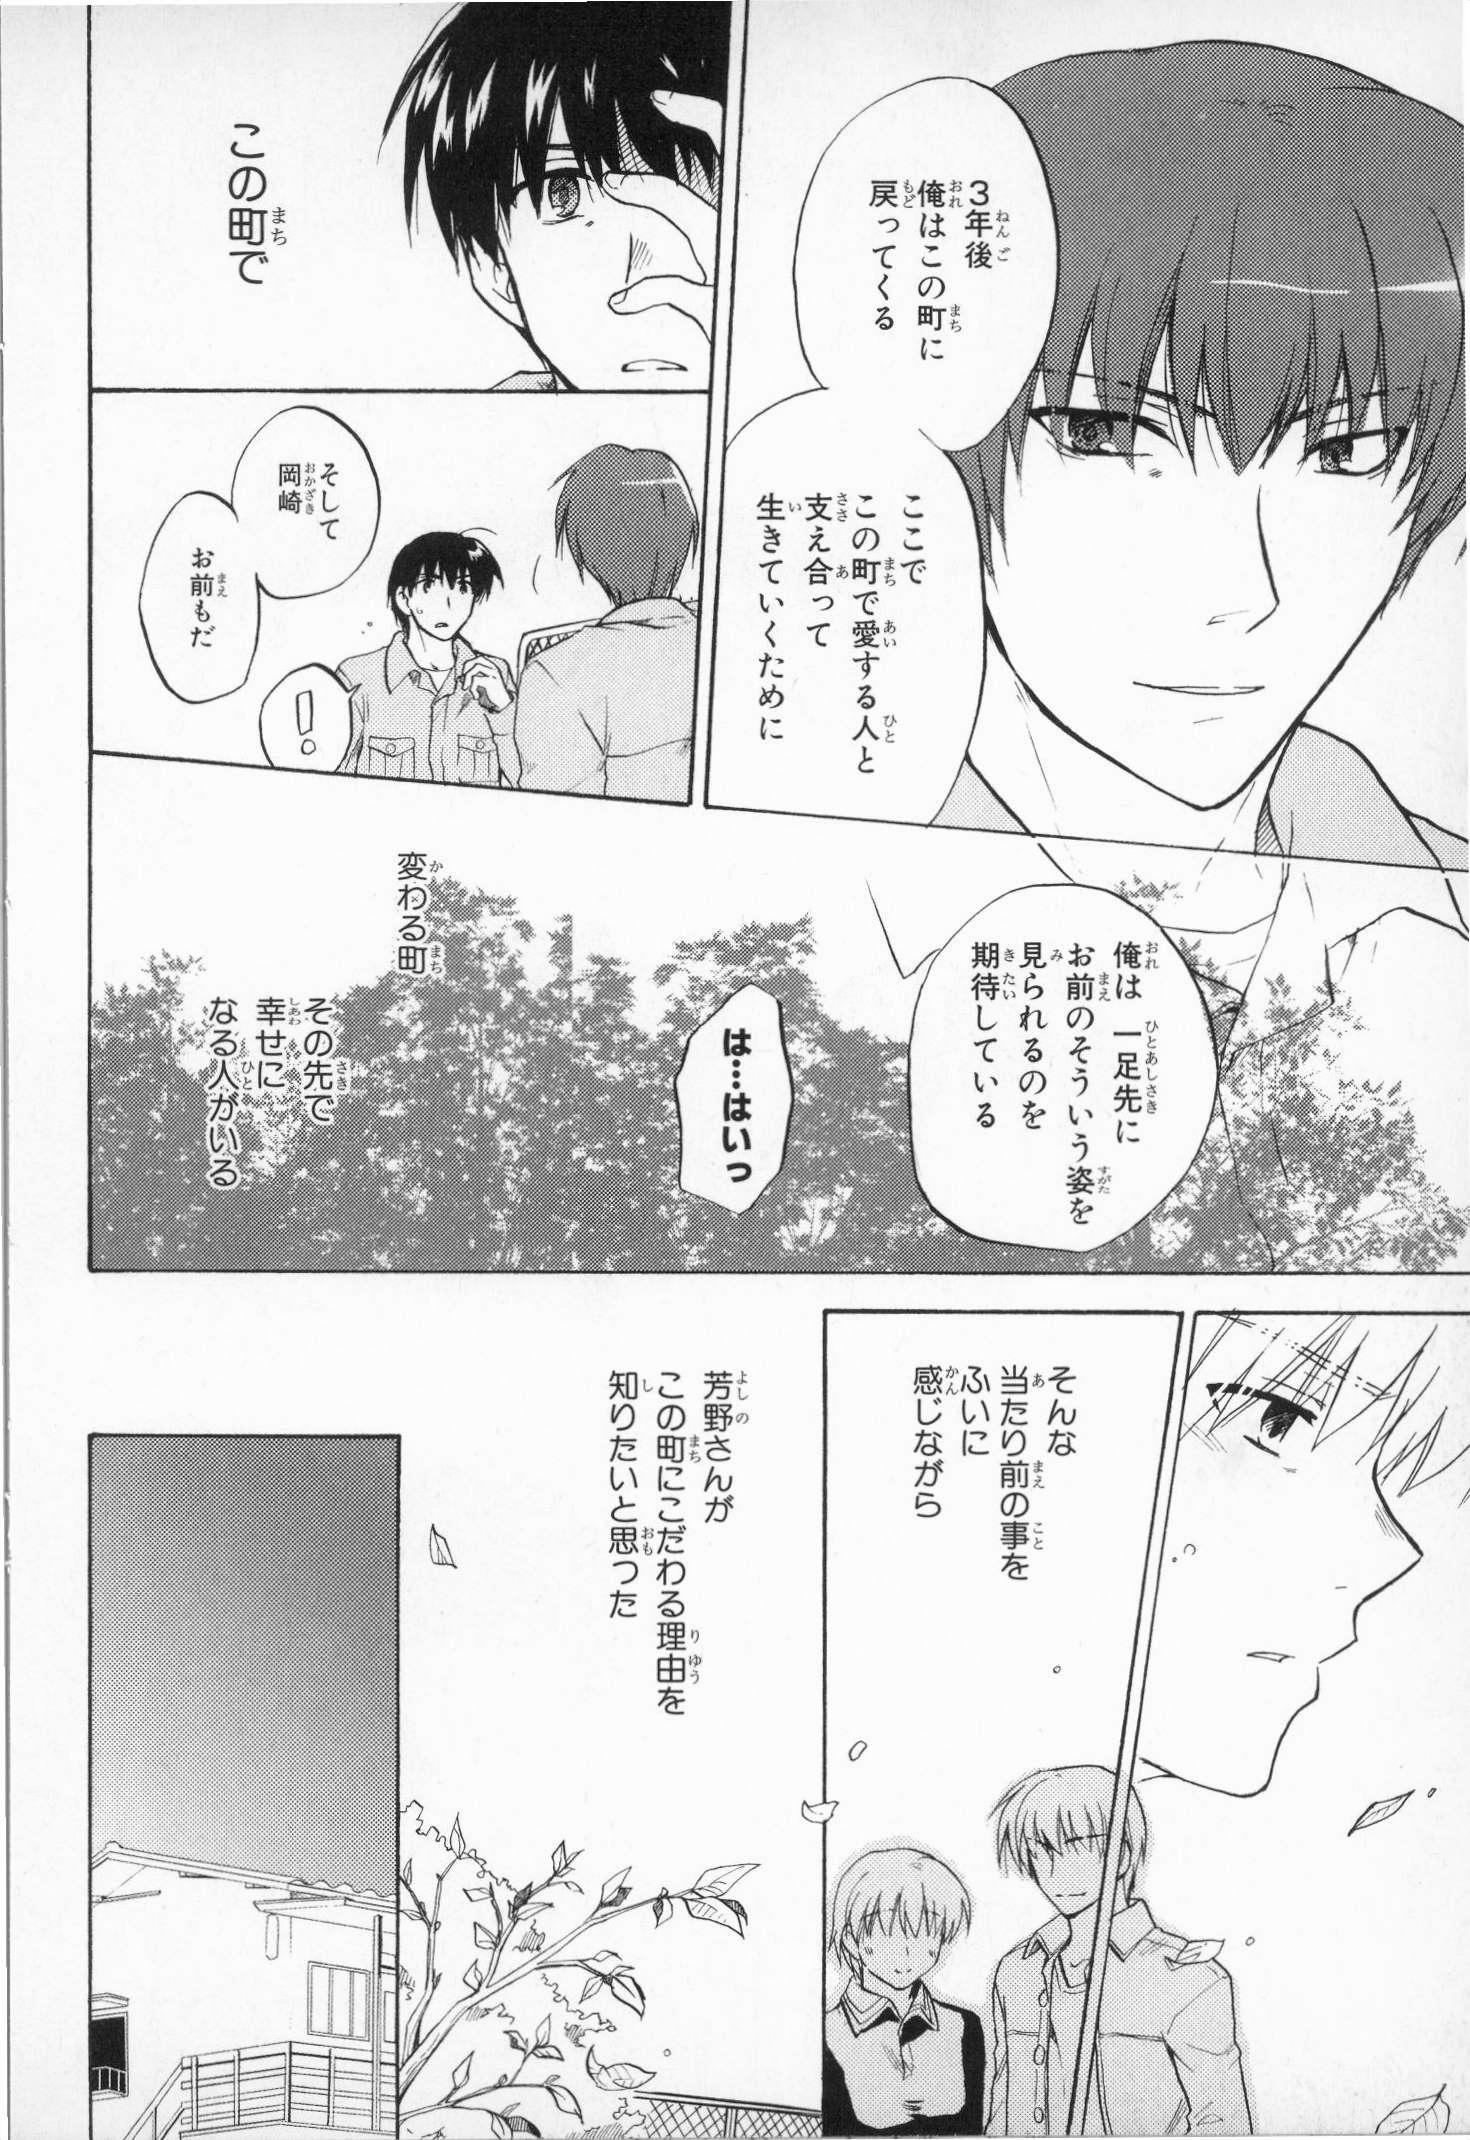 3年後
俺はこの町に
戻ってくる
ここで
この町で愛する人と
支え合って
生きていくために
この町で
そして
岡崎
お前もだ
!
俺は 一足先に
お前のそういう姿を
見られるのを
期待している
は…はいっ
変わる町
その先で
幸せに
なる人がいる
そんな
当たり前の事を
ふいに
感じながら
芳野さんが
この町にこだわる理由を
知りたいと思った